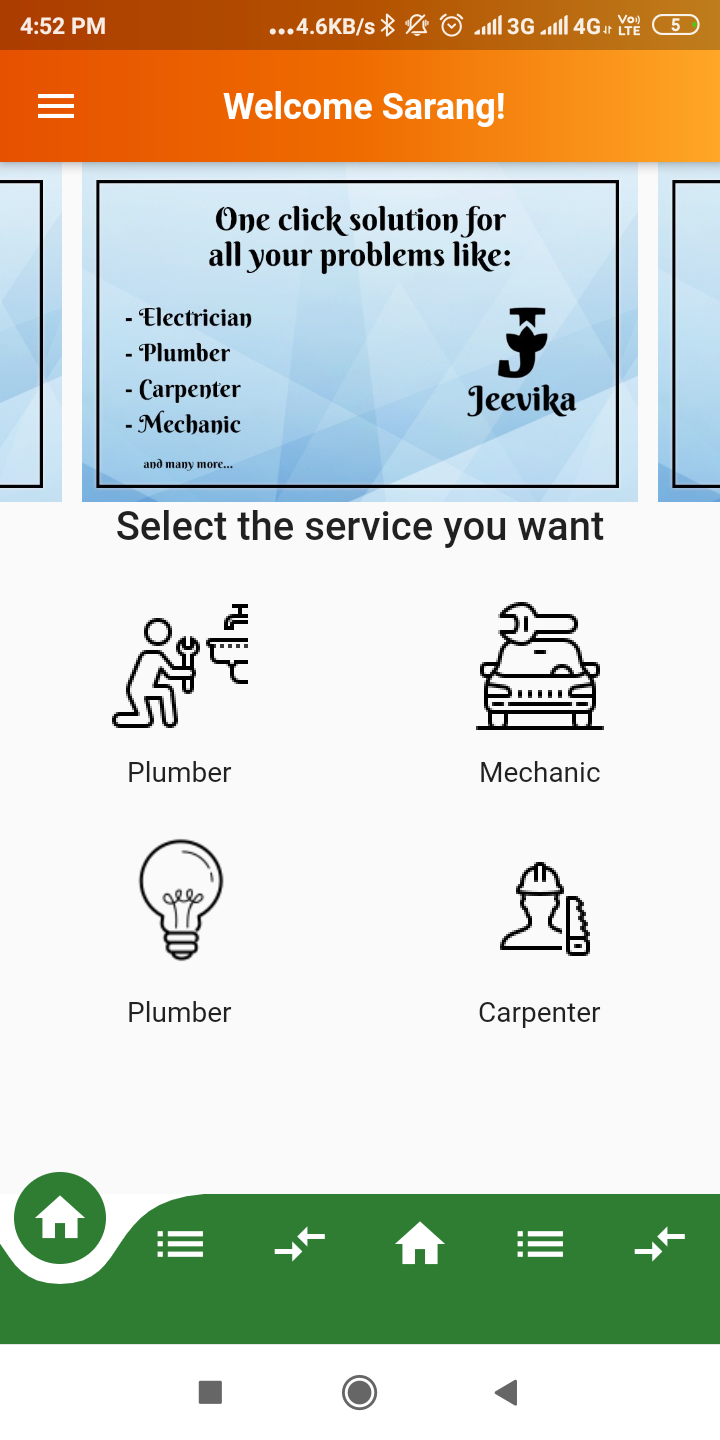 4:52 PM ...4.6KB/s 3G 4G Vo) LTE 5
Welcome Sarang!
One click solution for
all your problems like:
- Electrician
- Plumber
- Carpenter
- Mechanic
and many more...
Jeevika
Select the service you want
Plumber Mechanic
Plumber Carpenter